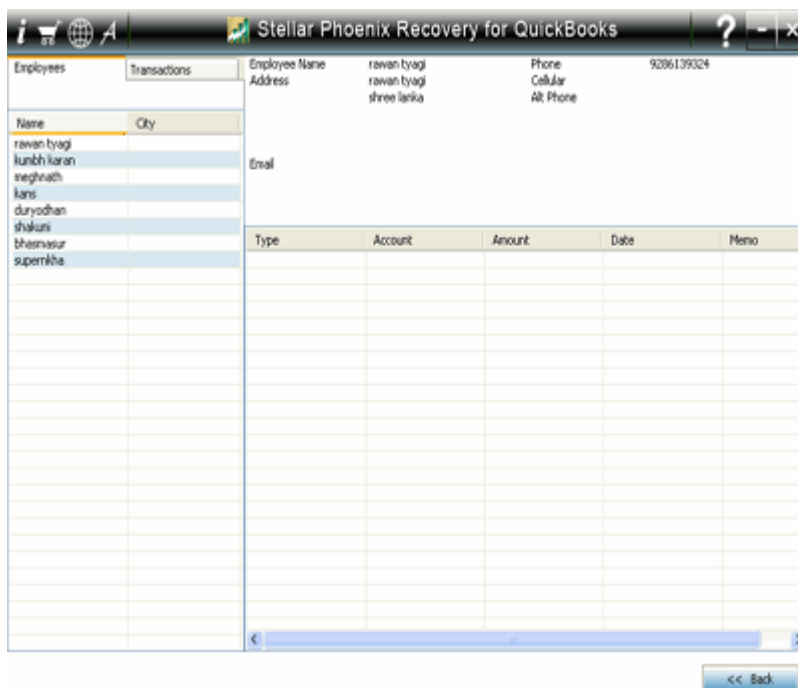 Stellar Phoenix Recovery for QuickBooks
Employees Transactions
Name City
rawan tyagi
kumbh karan
meghnath
kans
duryodhan
shakuni
bhasmasur
supernkha
Employee Name rawan tyagi Phone 9286139324
Address rawan tyagi Cellular
shree lanka Alt Phone
Email
Type Account Amount Date Memo
<< Back